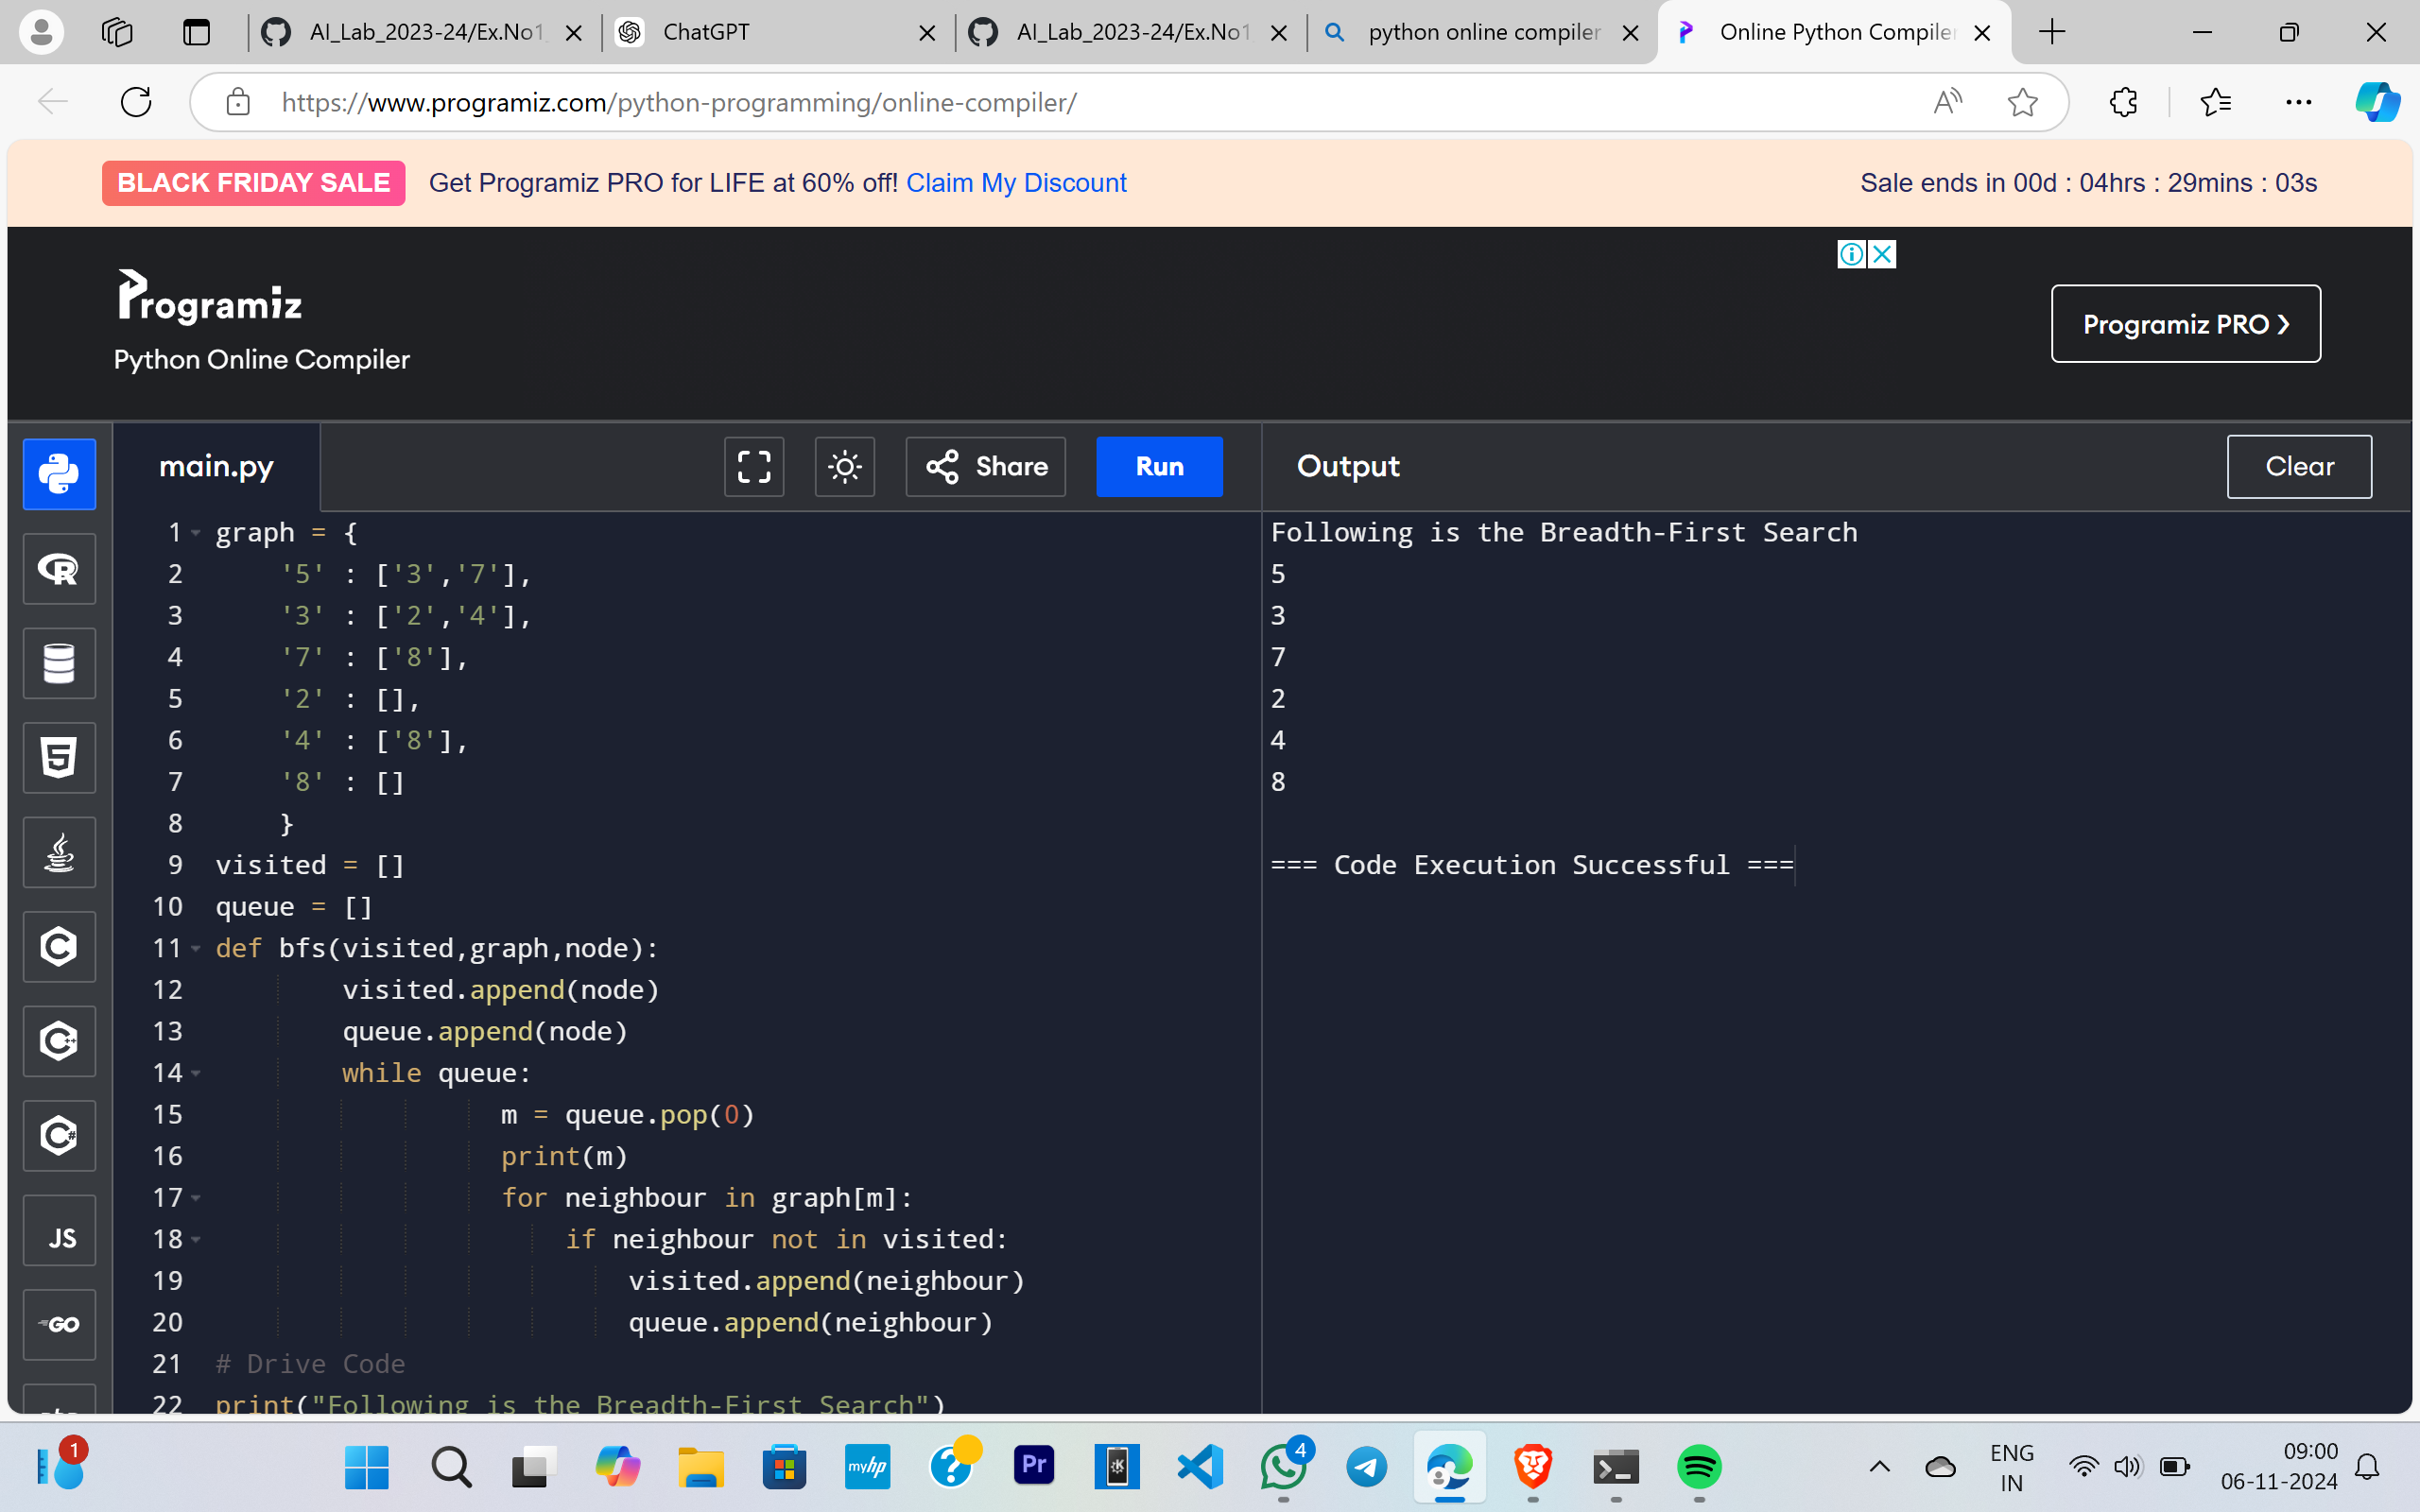 AI_Lab_2023-24/Ex.No1
ChatGPT
AI_Lab_2023-24/Ex.No1
python online compiler
Online Python Compiler
https://www.programiz.com/python-programming/online-compiler/
BLACK FRIDAY SALE
Get Programiz PRO for LIFE at 60% off! Claim My Discount
Sale ends in 00d : 04hrs : 29mins : 03s
Programiz
Python Online Compiler
Programiz PRO
main.py
Share
Run
Output
Clear
1 graph = {
2 '5' : ['3','7'],
3 '3' : ['2','4'],
4 '7' : ['8'],
5 '2' : [],
6 '4' : ['8'],
7 '8' : []
8 }
9 visited = []
10 queue = []
11 def bfs(visited,graph,node):
12 visited.append(node)
13 queue.append(node)
14 while queue:
15 m = queue.pop(0)
16 print(m)
17 for neighbour in graph[m]:
18 if neighbour not in visited:
19 visited.append(neighbour)
20 queue.append(neighbour)
21 # Drive Code
22 print("Following is the Breadth-First Search")
Following is the Breadth-First Search
5
3
7
2
4
8
=== Code Execution Successful ===
R
5
C
C++
C#
JS
GO
1
myhp
?
Pr
K
4
ENG
IN
09:00
06-11-2024